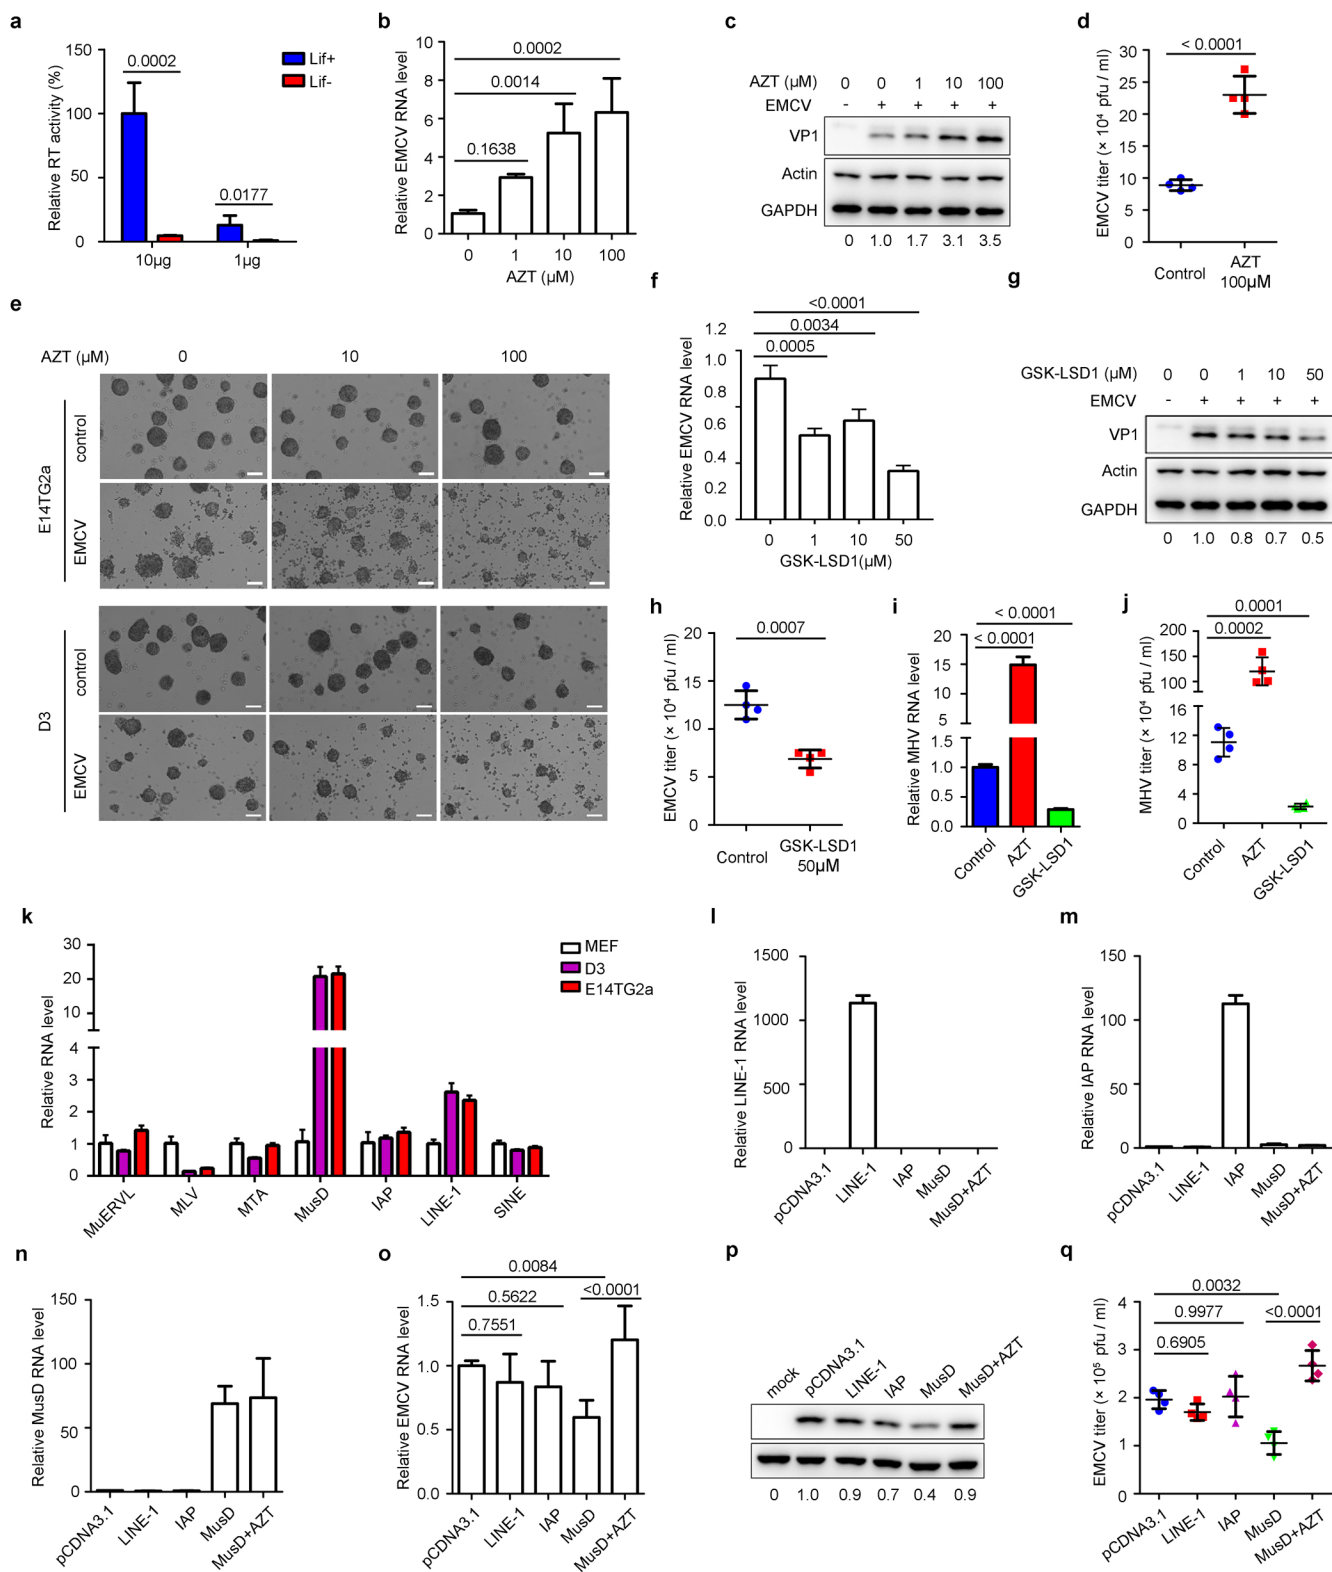 a
Relative RT activity (%)
150
100
50
0
0.0002
0.0177
Lif+
Lif-
10µg
1µg
b
Relative EMCV RNA level
10
8
6
4
2
0
0.0002
0.0014
0.1638
0
1
10
100
AZT (µM)
c
AZT (µM) 0 0 1 10 100
EMCV - + + + +
VP1
Actin
GAPDH
0 1.0 1.7 3.1 3.5
d
EMCV titer (× 10⁴ pfu / ml)
30
25
20
15
10
5
0
< 0.0001
Control
AZT
100µM
e
AZT (µM) 0 10 100
E14TG2a
control
EMCV
D3
control
EMCV
f
Relative EMCV RNA level
1.2
1.0
0.8
0.6
0.4
0.2
0.0
<0.0001
0.0034
0.0005
0
1
10
50
GSK-LSD1(µM)
g
GSK-LSD1 (µM) 0 0 1 10 50
EMCV - + + + +
VP1
Actin
GAPDH
0 1.0 0.8 0.7 0.5
h
EMCV titer (× 10⁴ pfu / ml)
20
15
10
5
0
0.0007
Control
GSK-LSD1
50µM
i
Relative MHV RNA level
20
15
10
5
1.5
1.0
0.5
0.0
< 0.0001
< 0.0001
Control
AZT
GSK-LSD1
j
MHV titer (× 10⁴ pfu / ml)
200
150
100
16
12
8
4
0
0.0001
0.0002
Control
AZT
GSK-LSD1
k
Relative RNA level
30
20
10
4
3
2
1
0
MEF
D3
E14TG2a
MuERVL
MLV
MTA
MusD
IAP
LINE-1
SINE
l
Relative LINE-1 RNA level
1500
1000
500
0
pCDNA3.1
LINE-1
IAP
MusD
MusD+AZT
m
Relative IAP RNA level
150
100
50
0
pCDNA3.1
LINE-1
IAP
MusD
MusD+AZT
n
Relative MusD RNA level
150
100
50
0
pCDNA3.1
LINE-1
IAP
MusD
MusD+AZT
o
Relative EMCV RNA level
1.5
1.0
0.5
0.0
0.0084
0.5622
<0.0001
0.7551
pCDNA3.1
LINE-1
IAP
MusD
MusD+AZT
p
mock
pCDNA3.1
LINE-1
IAP
MusD
MusD+AZT
0 1.0 0.9 0.7 0.4 0.9
q
EMCV titer (× 10⁵ pfu / ml)
4
3
2
1
0
0.0032
0.9977
<0.0001
0.6905
pCDNA3.1
LINE-1
IAP
MusD
MusD+AZT